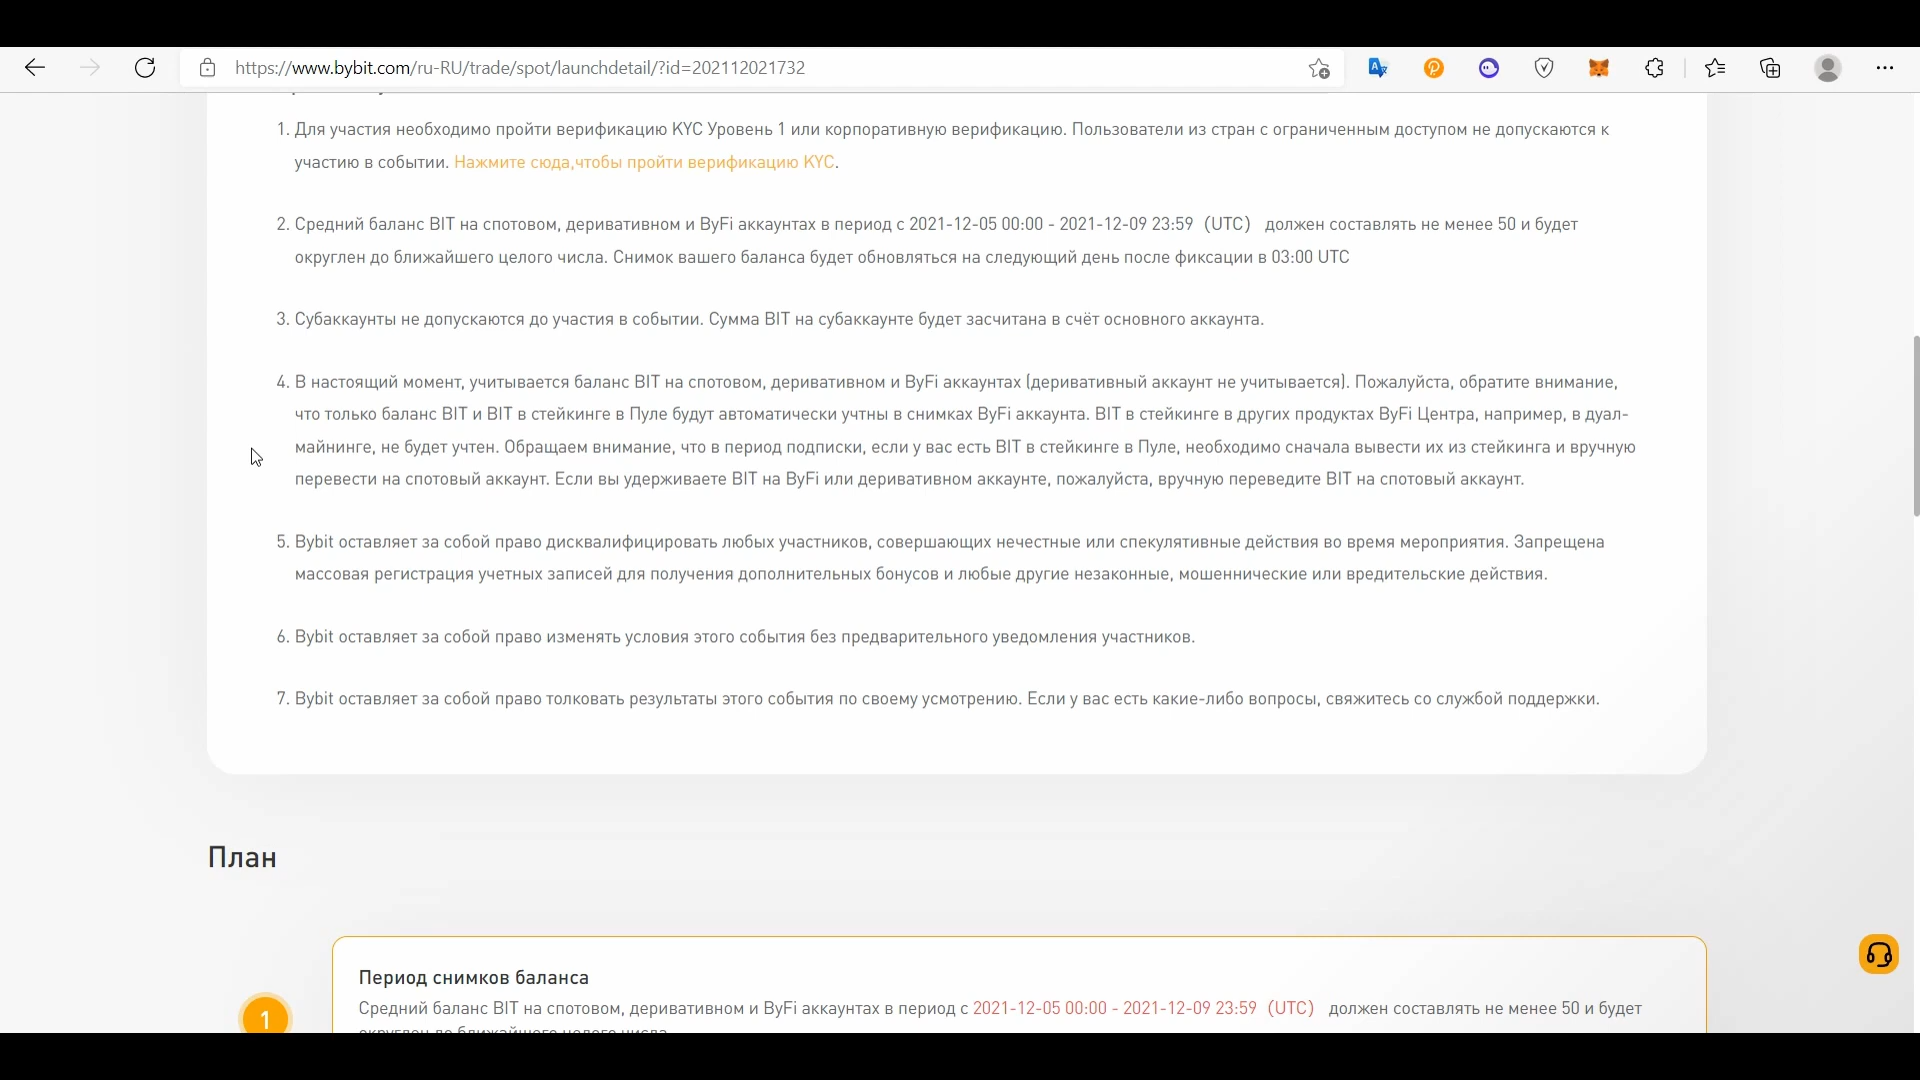 https://www.bybit.com/ru-RU/trade/spot/launchdetail/?id=202112021732
1. Для участия необходимо пройти верификацию KYC Уровень 1 или корпоративную верификацию. Пользователи из стран с ограниченным доступом не допускаются к
участию в событии. Нажмите сюда,чтобы пройти верификацию KYC.
2. Средний баланс BIT на спотовом, деривативном и ByFi аккаунтах в период с 2021-12-05 00:00 - 2021-12-09 23:59 (UTC) должен составлять не менее 50 и будет
округлен до ближайшего целого числа. Снимок вашего баланса будет обновляться на следующий день после фиксации в 03:00 UTC
3. Субаккаунты не допускаются до участия в событии. Сумма BIT на субаккаунте будет засчитана в счёт основного аккаунта.
4. В настоящий момент, учитывается баланс BIT на спотовом, деривативном и ByFi аккаунтах (деривативный аккаунт не учитывается). Пожалуйста, обратите внимание,
что только баланс BIT и BIT в стейкинге в Пуле будут автоматически учтны в снимках ByFi аккаунта. BIT в стейкинге в других продуктах ByFi Центра, например, в дуал-
майнинге, не будет учтен. Обращаем внимание, что в период подписки, если у вас есть BIT в стейкинге в Пуле, необходимо сначала вывести их из стейкинга и вручную
перевести на спотовый аккаунт. Если вы удерживаете BIT на ByFi или деривативном аккаунте, пожалуйста, вручную переведите BIT на спотовый аккаунт.
5. Bybit оставляет за собой право дисквалифицировать любых участников, совершающих нечестные или спекулятивные действия во время мероприятия. Запрещена
массовая регистрация учетных записей для получения дополнительных бонусов и любые другие незаконные, мошеннические или вредительские действия.
6. Bybit оставляет за собой право изменять условия этого события без предварительного уведомления участников.
7. Bybit оставляет за собой право толковать результаты этого события по своему усмотрению. Если у вас есть какие-либо вопросы, свяжитесь со службой поддержки.
План
1
Период снимков баланса
Средний баланс BIT на спотовом, деривативном и ByFi аккаунтах в период с 2021-12-05 00:00 - 2021-12-09 23:59 (UTC) должен составлять не менее 50 и будет
округлен до ближайшего целого числа